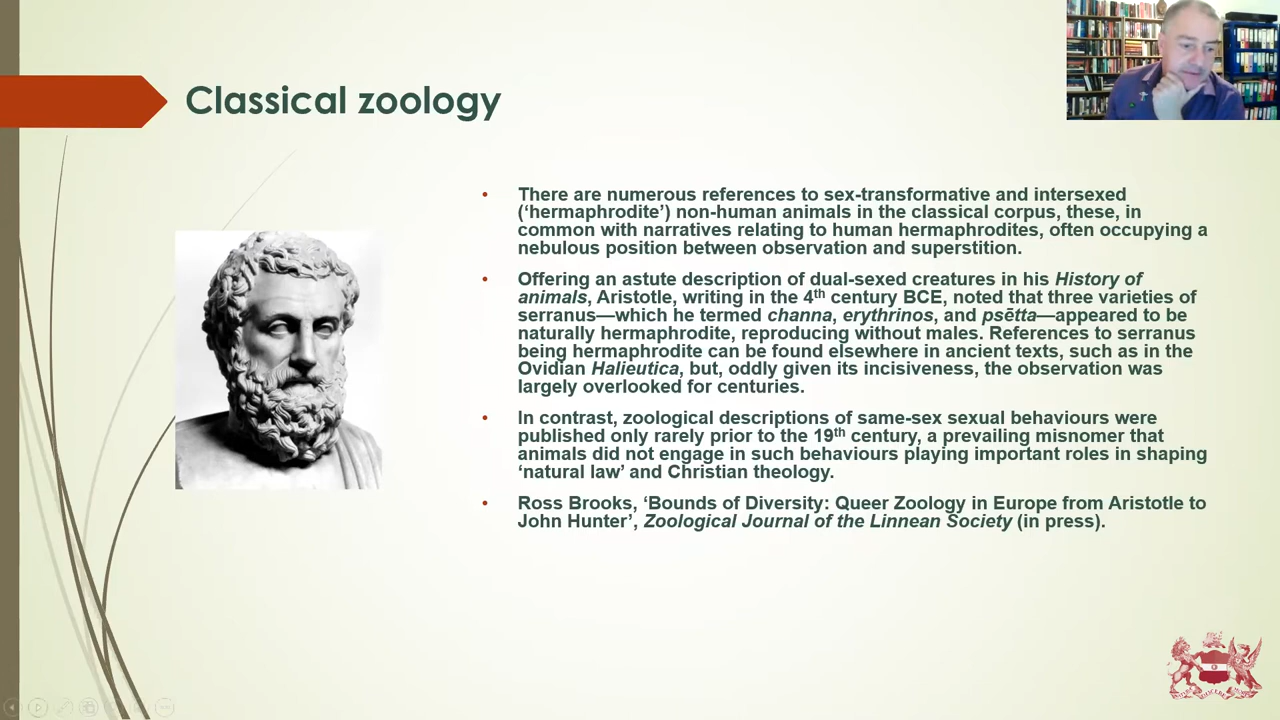 Classical zoology
• There are numerous references to sex-transformative and intersexed
(‘hermaphrodite’) non-human animals in the classical corpus, these, in
common with narratives relating to human hermaphrodites, often occupying a
nebulous position between observation and superstition.
• Offering an astute description of dual-sexed creatures in his History of
animals, Aristotle, writing in the 4th century BCE, noted that three varieties of
serranus—which he termed channa, erythrinos, and psētta—appeared to be
naturally hermaphrodite, reproducing without males. References to serranus
being hermaphrodite can be found elsewhere in ancient texts, such as in the
Ovidian Halieutica, but, oddly given its incisiveness, the observation was
largely overlooked for centuries.
• In contrast, zoological descriptions of same-sex sexual behaviours were
published only rarely prior to the 19th century, a prevailing misnomer that
animals did not engage in such behaviours playing important roles in shaping
‘natural law’ and Christian theology.
• Ross Brooks, ‘Bounds of Diversity: Queer Zoology in Europe from Aristotle to
John Hunter’, Zoological Journal of the Linnean Society (in press).